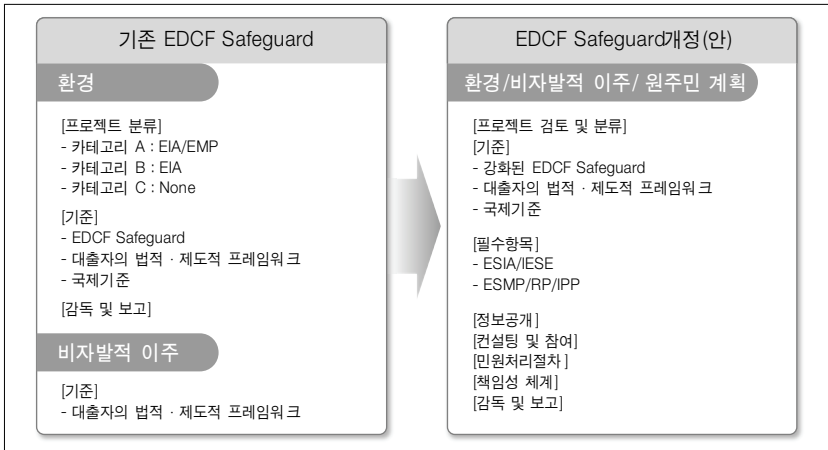 기존 EDCF Safeguard
환경
[프로젝트 분류]
- 카테고리 A : EIA/EMP
- 카테고리 B : EIA
- 카테고리 C : None
[기준]
- EDCF Safeguard
- 대출자의 법적 · 제도적 프레임워크
- 국제기준
[감독 및 보고]
비자발적 이주
[기준]
- 대출자의 법적 · 제도적 프레임워크
EDCF Safeguard개정(안)
환경/비자발적 이주/ 원주민 계획
[프로젝트 검토 및 분류]
[기준]
- 강화된 EDCF Safeguard
- 대출자의 법적 · 제도적 프레임워크
- 국제기준
[필수항목]
- ESIA/IESE
- ESMP/RP/IPP
[정보공개]
[컨설팅 및 참여]
[민원처리절차]
[책임성 체계]
[감독 및 보고]